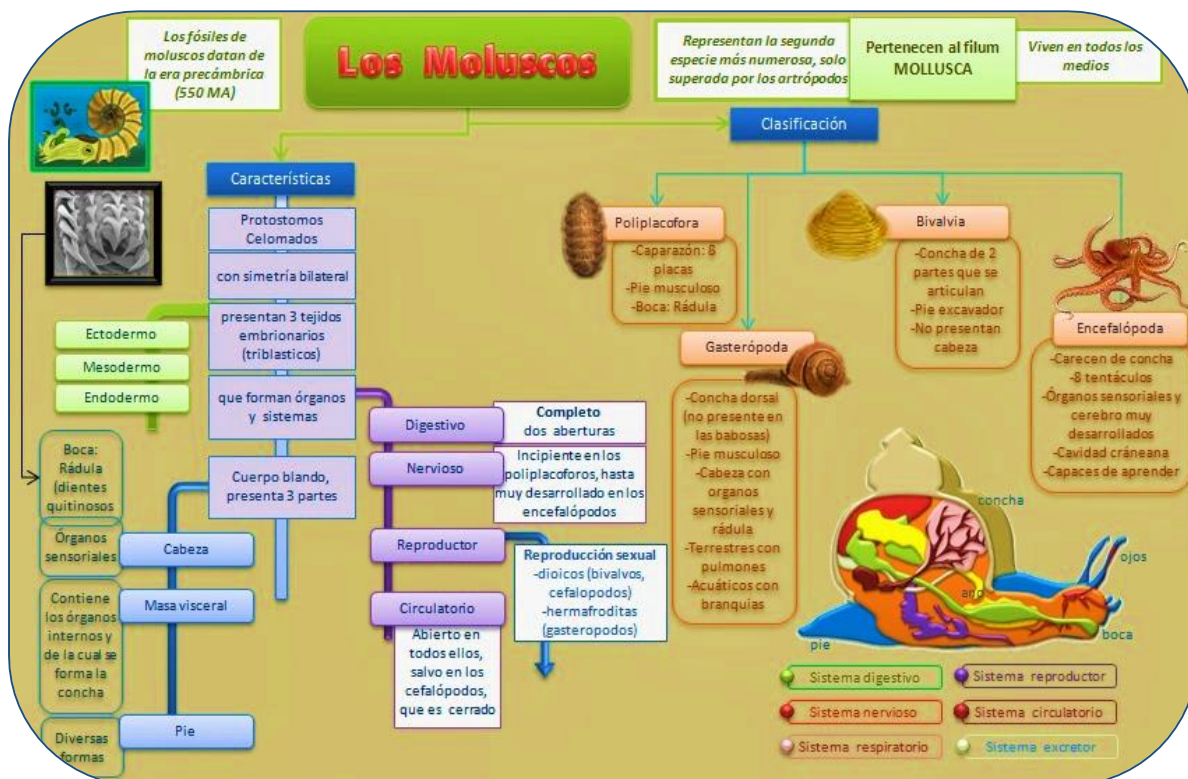 Los fósiles de
moluscos datan de
la era precámbrica
(550 MA)
Los Moluscos
Representan la segunda
especie más numerosa, solo
superada por los artrópodos
Pertenecen al filum
MOLLUSCA
Viven en todos los
medios
Clasificación
Características
Protostomos
Celomados
con simetría bilateral
presentan 3 tejidos
embrionarios
(triblasticos)
Ectodermo
Mesodermo
Endodermo
que forman órganos
y sistemas
Cuerpo blando,
presenta 3 partes
Boca:
Rádula
(dientes
quitinosos
Órganos
sensoriales
Cabeza
Contiene
los órganos
internos y
de la cual se
forma la
concha
Masa visceral
Diversas
formas
Pie
Digestivo
Completo
dos aberturas
Nervioso
Incipiente en los
poliplacoforos, hasta
muy desarrollado en los
encefalópodos
Reproductor
Reproducción sexual
-dioicos (bivalvos,
cefalopodos)
-hermafroditas
(gasteropodos)
Circulatorio
Abierto en
todos ellos,
salvo en los
cefalópodos,
que es cerrado
Poliplacofora
-Caparazón: 8
placas
-Pie musculoso
-Boca: Rádula
Gasterópoda
-Concha dorsal
(no presente en
las babosas)
-Pie musculoso
-Cabeza con
organos
sensoriales y
rádula
-Terrestres con
pulmones
-Acuáticos con
branquias
Bivalvia
-Concha de 2
partes que se
articulan
-Pie excavador
-No presentan
cabeza
Encefalópoda
-Carecen de concha
-8 tentáculos
-Órganos sensoriales y
cerebro muy
desarrollados
-Cavidad cráneana
-Capaces de aprender
concha
ojos
ano
boca
pie
Sistema digestivo
Sistema reproductor
Sistema nervioso
Sistema circulatorio
Sistema respiratorio
Sistema excretor